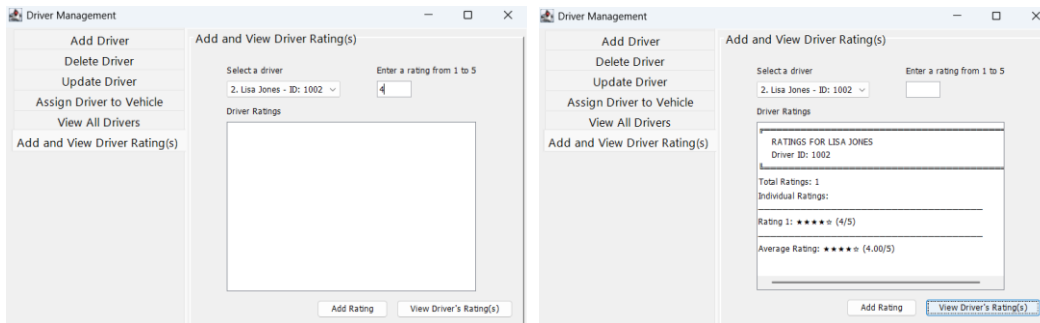 Driver Management
Add Driver
Delete Driver
Update Driver
Assign Driver to Vehicle
View All Drivers
Add and View Driver Rating(s)
Add and View Driver Rating(s)
Select a driver
Enter a rating from 1 to 5
2. Lisa Jones - ID: 1002
4
Driver Ratings
Add Rating
View Driver's Rating(s)
Driver Management
Add Driver
Delete Driver
Update Driver
Assign Driver to Vehicle
View All Drivers
Add and View Driver Rating(s)
Add and View Driver Rating(s)
Select a driver
Enter a rating from 1 to 5
2. Lisa Jones - ID: 1002
Driver Ratings
RATINGS FOR LISA JONES
Driver ID: 1002
Total Ratings: 1
Individual Ratings:
Rating 1: ★★★★☆ (4/5)
Average Rating: ★★★★☆ (4.00/5)
Add Rating
View Driver's Rating(s)